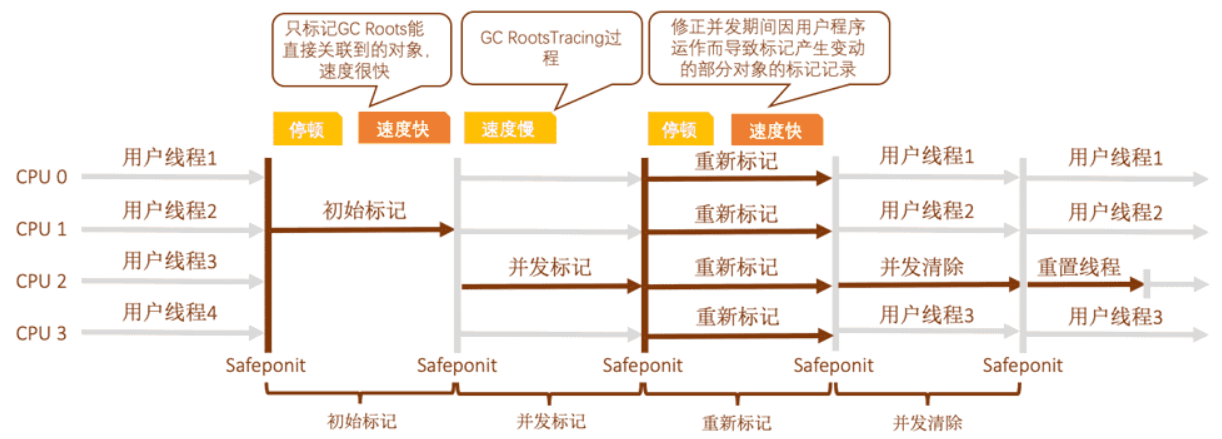 只标记GC Roots能
直接关联到的对象，
速度很快
GC RootsTracing过
程
修正并发期间因用户程序
运作而导致标记产生变动
的部分对象的标记记录
停顿
速度快
速度慢
停顿
速度快
CPU 0
用户线程1
重新标记
用户线程1
用户线程1
CPU 1
用户线程2
初始标记
重新标记
用户线程2
用户线程2
CPU 2
用户线程3
并发标记
重新标记
并发清除
重置线程
CPU 3
用户线程4
重新标记
用户线程3
用户线程3
Safeponit
Safeponit
Safeponit
Safeponit
Safeponit
初始标记
并发标记
重新标记
并发清除